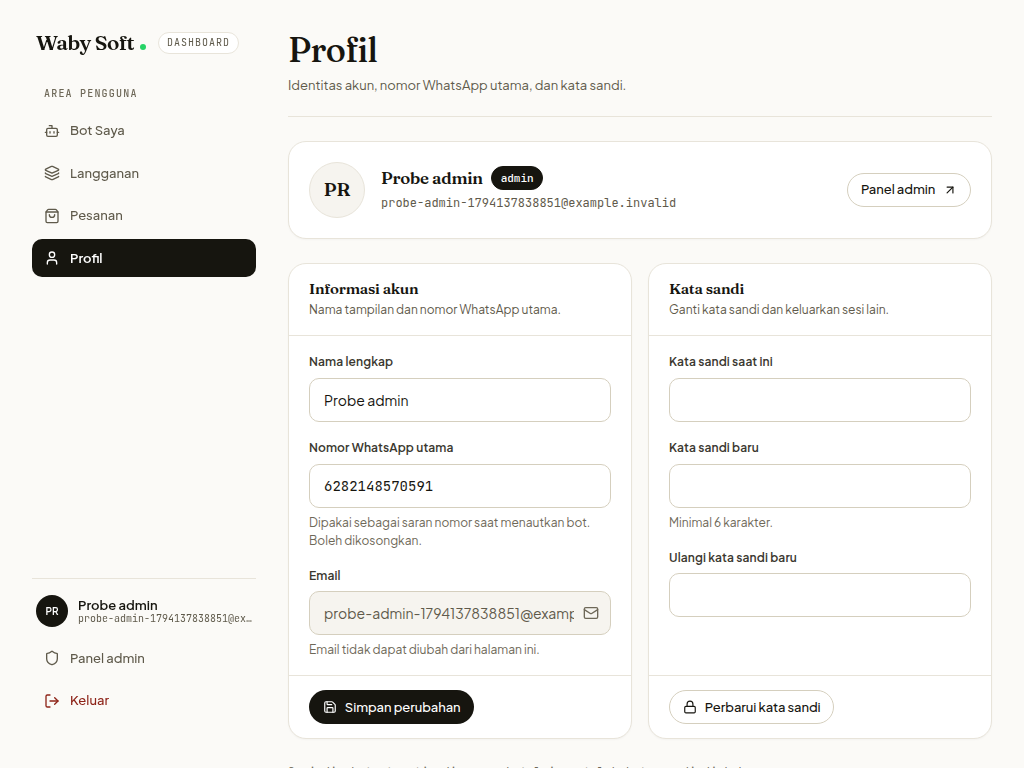 Waby Soft
DASHBOARD
AREA PENGGUNA
Bot Saya
Langganan
Pesanan
Profil
PR
Probe admin
probe-admin-1794137838851@ex…
Panel admin
Keluar
Profil
Identitas akun, nomor WhatsApp utama, dan kata sandi.
PR
Probe admin
admin
probe-admin-1794137838851@example.invalid
Panel admin
Informasi akun
Nama tampilan dan nomor WhatsApp utama.
Nama lengkap
Probe admin
Nomor WhatsApp utama
6282148570591
Dipakai sebagai saran nomor saat menautkan bot.
Boleh dikosongkan.
Email
probe-admin-1794137838851@examp
Email tidak dapat diubah dari halaman ini.
Simpan perubahan
Kata sandi
Ganti kata sandi dan keluarkan sesi lain.
Kata sandi saat ini
Kata sandi baru
Minimal 6 karakter.
Ulangi kata sandi baru
Perbarui kata sandi